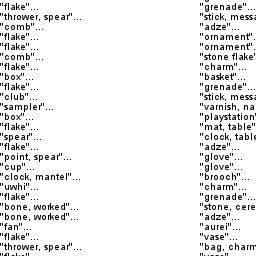 "flake"... "grenade"...
"thrower, spear"... "stick, messa
"comb"... "adze"...
"flake"... "ornament"..
"flake"... "ornament"..
"comb"... "stone flake"
"flake"... "charm"...
"box"... "basket"...
"flake"... "grenade"...
"club"... "stick, messa
"sampler"... "varnish, na
"box"... "playstation"
"flake"... "mat, table"
"spear"... "clock, table
"flake"... "adze"...
"point, spear"... "glove"...
"cup"... "glove"...
"clock, mantel"... "brooch"...
"uwhi"... "charm"...
"flake"... "grenade"...
"bone, worked"... "stone, cere
"bone, worked"... "adze"...
"fan"... "aurei"...
"flake"... "vase"...
"thrower, spear"... "bag, charm